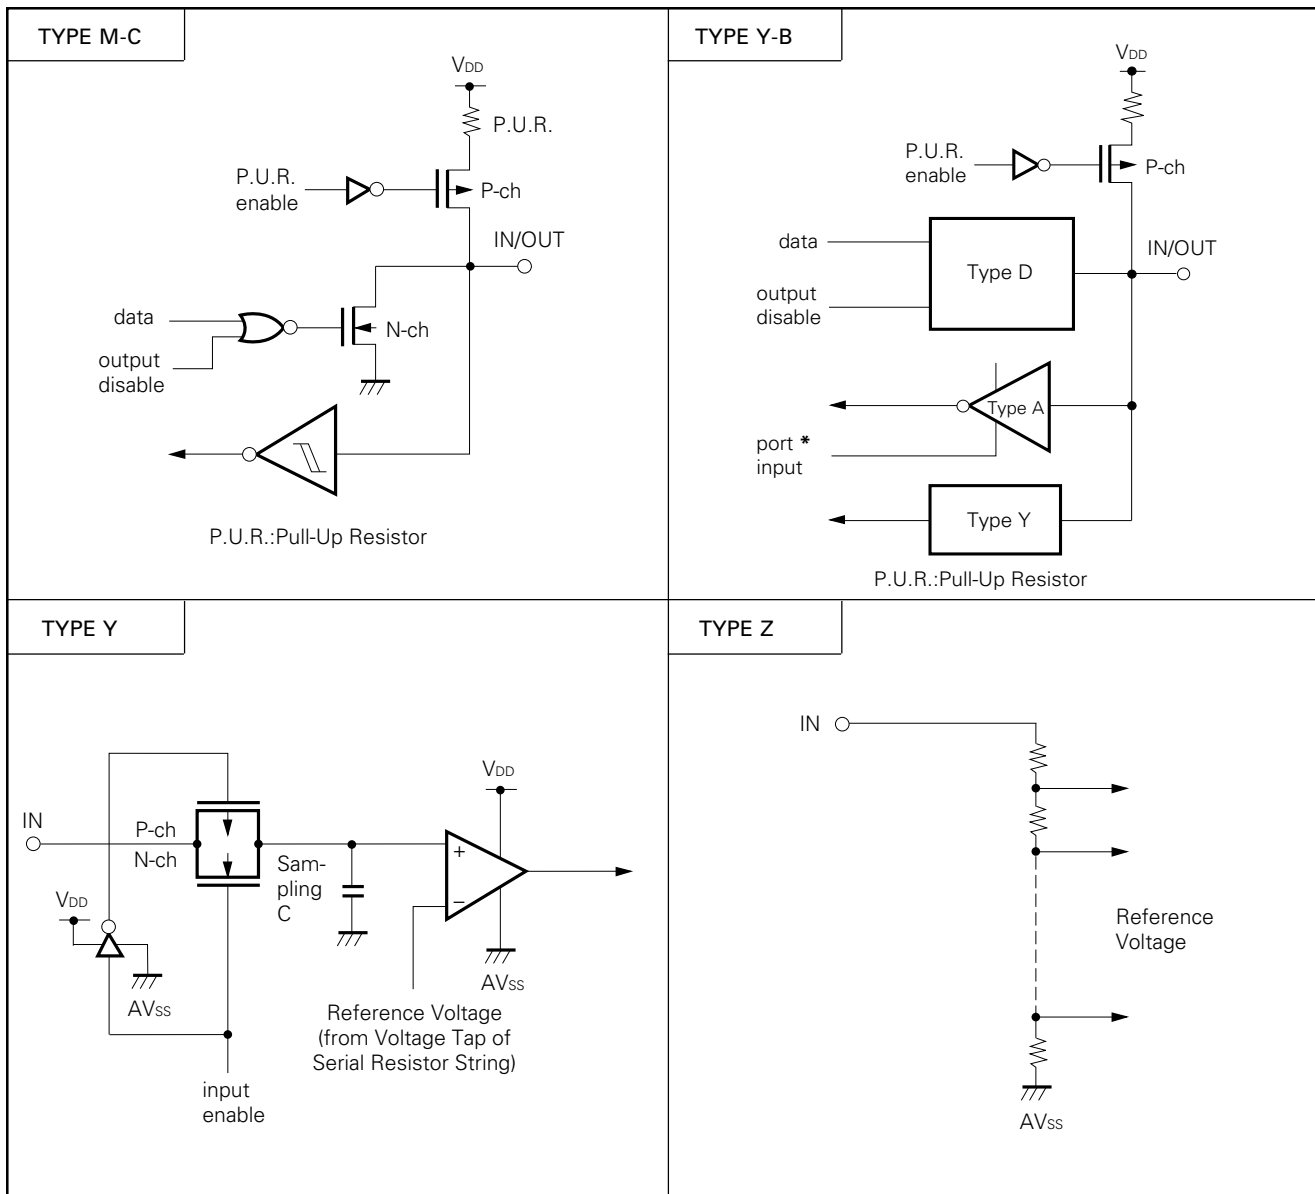 TYPE M-C
VDD
P.U.R.
P.U.R.
enable
P-ch
IN/OUT
data
N-ch
output
disable
P.U.R.:Pull-Up Resistor
TYPE Y-B
VDD
P.U.R.
enable
P-ch
data
Type D
IN/OUT
output
disable
Type A
port *
input
Type Y
P.U.R.:Pull-Up Resistor
TYPE Y
VDD
IN
P-ch
N-ch
+
−
Sam-
pling
C
VDD
AVSS
AVSS
Reference Voltage
(from Voltage Tap of
Serial Resistor String)
input
enable
TYPE Z
IN
Reference
Voltage
AVSS